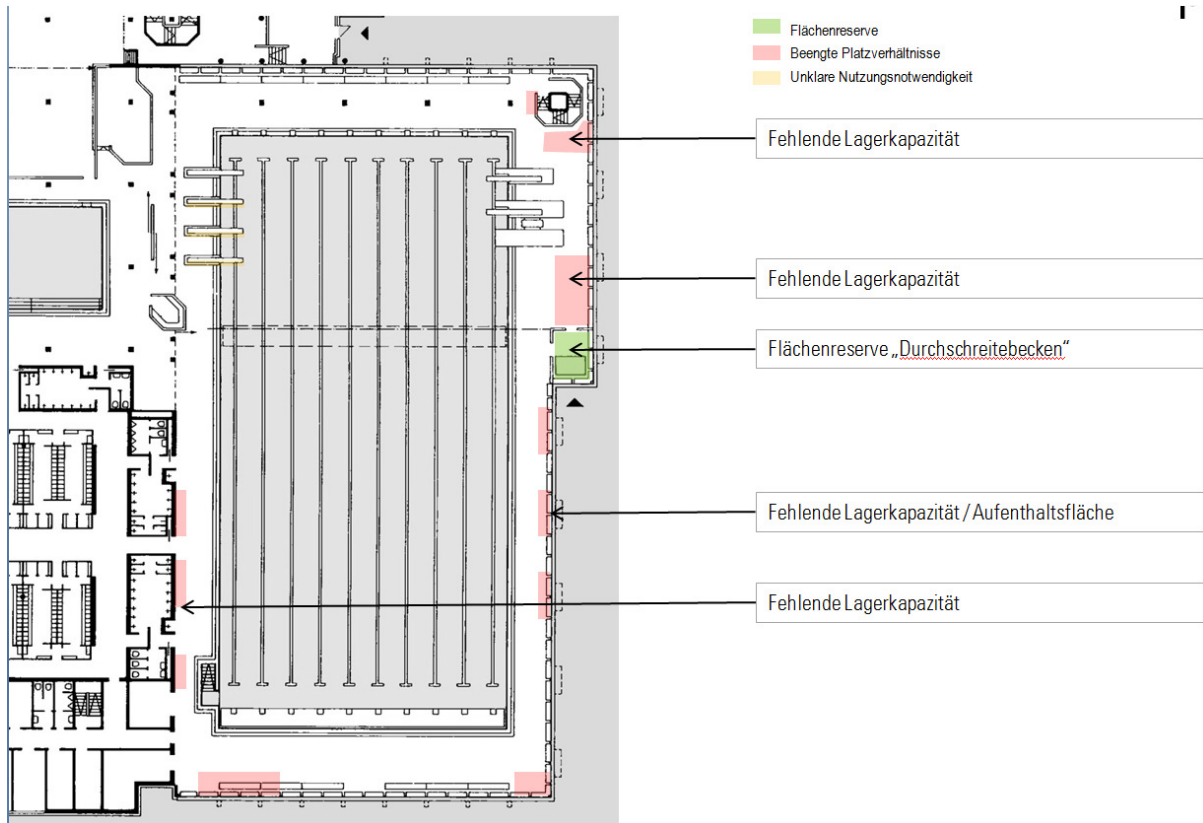 Flächenreserve
Beengte Platzverhältnisse
Unklare Nutzungsnotwendigkeit
Fehlende Lagerkapazität
Fehlende Lagerkapazität
Flächenreserve „Durchschreitebecken“
Fehlende Lagerkapazität / Aufenthaltsfläche
Fehlende Lagerkapazität